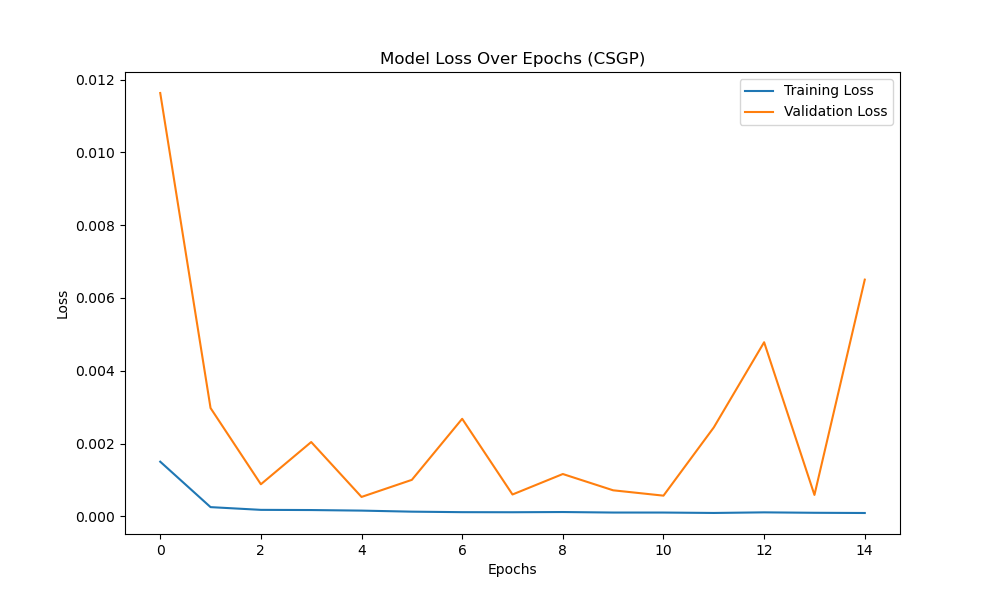 Model Loss Over Epochs (CSGP)
Training Loss
Validation Loss
0.012
0.010
0.008
0.006
0.004
0.002
0.000
Loss
0 2 4 6 8 10 12 14
Epochs